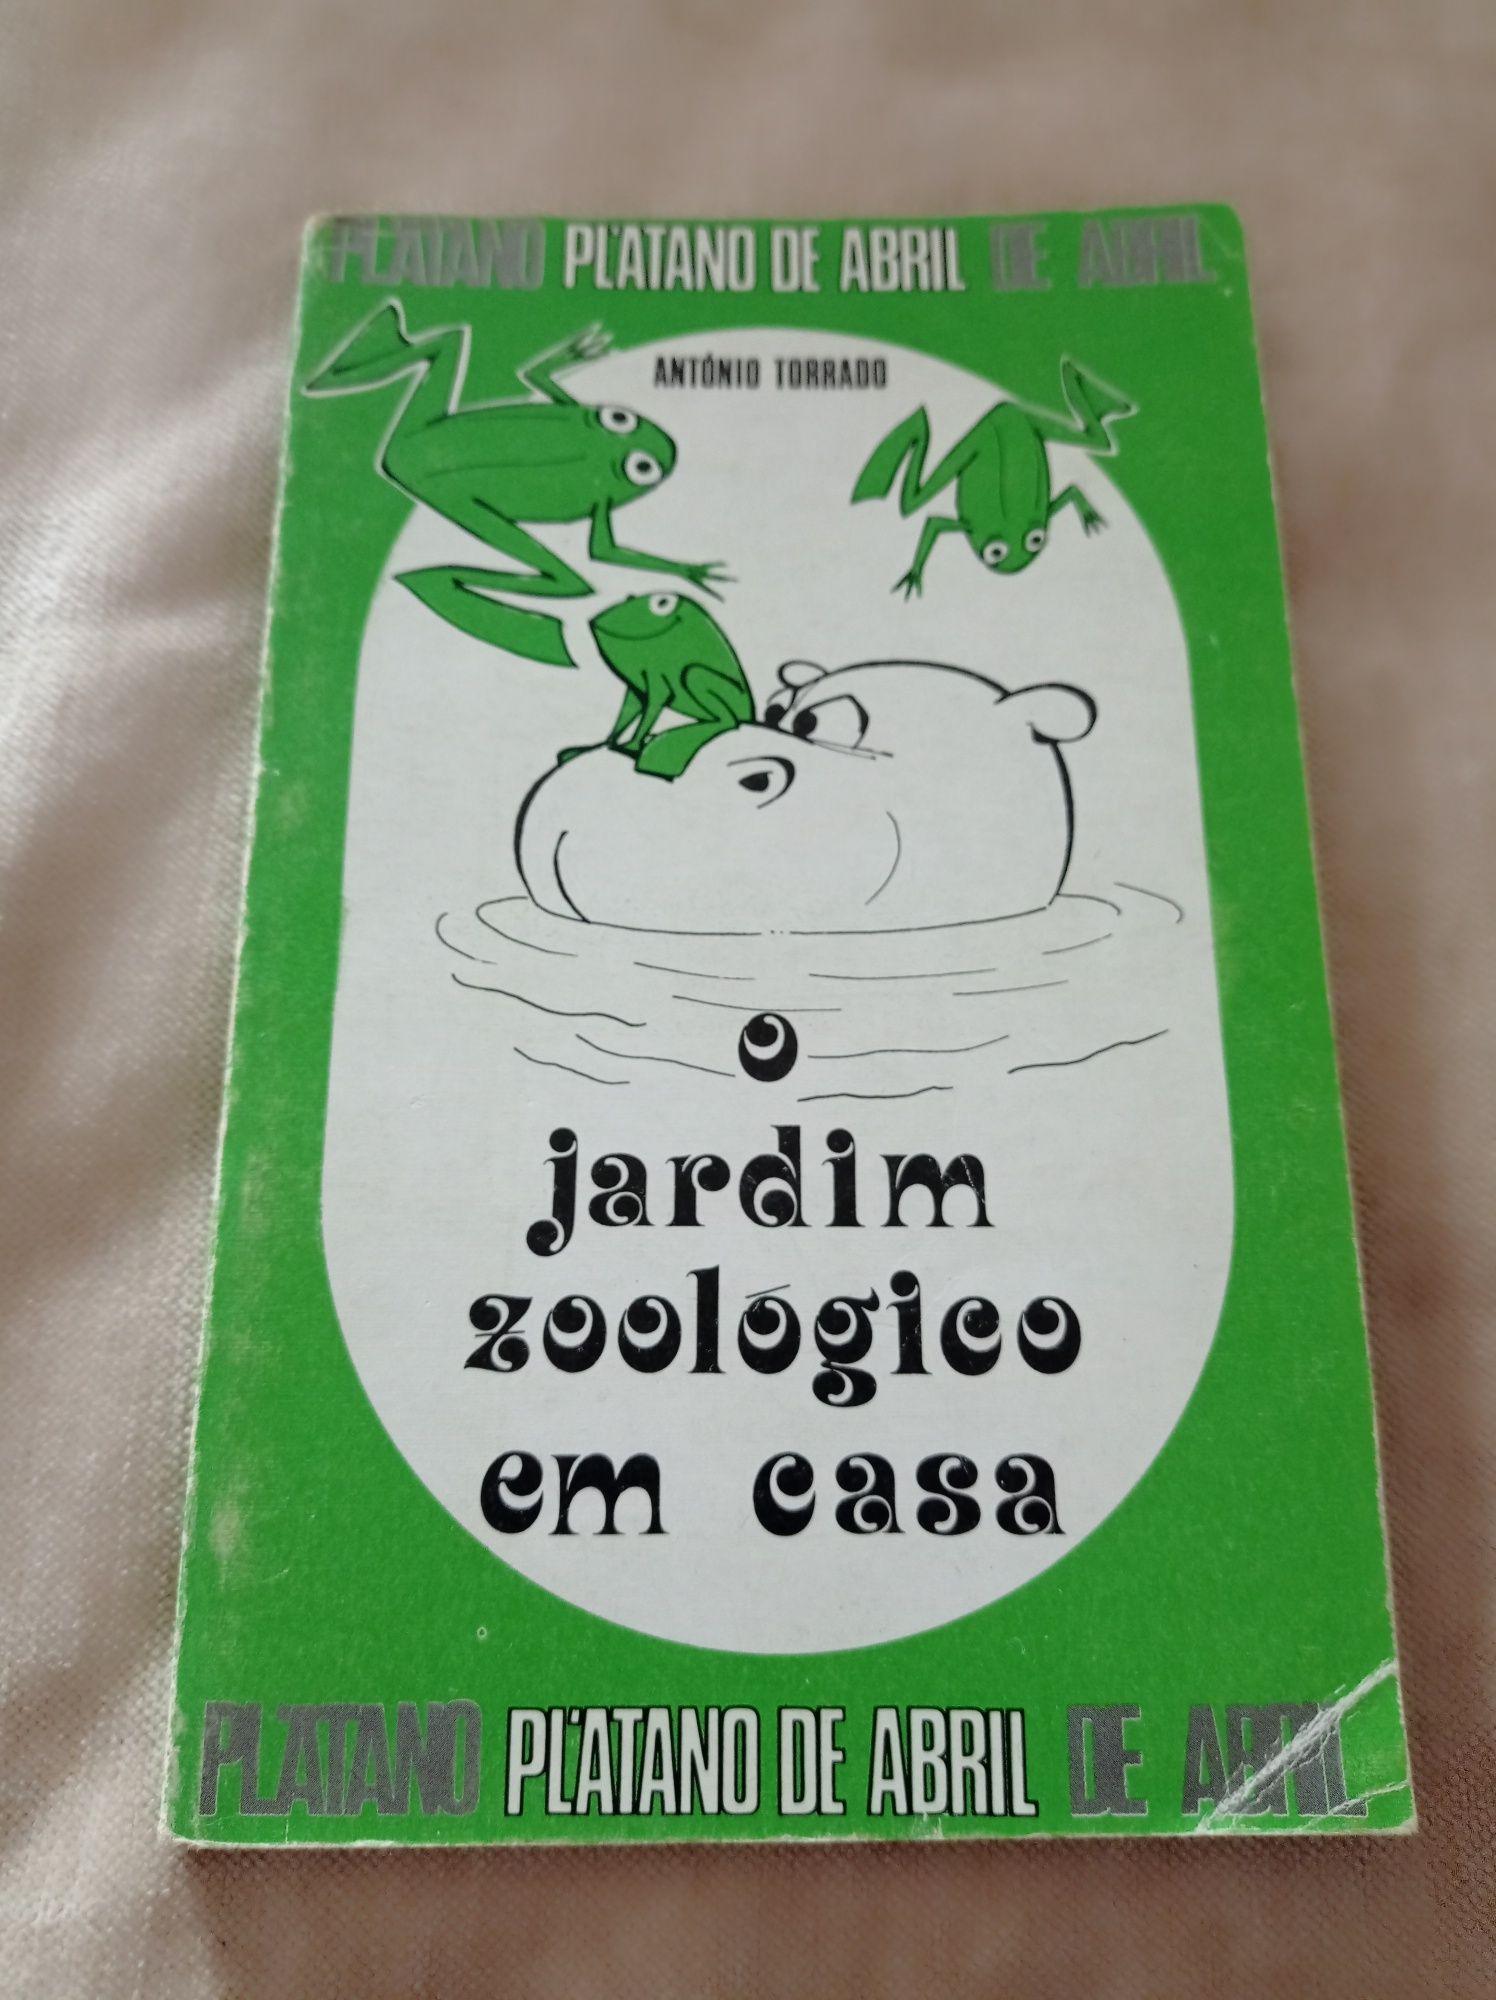 PLÁTANO PLÁTANO DE ABRIL DE ABRIL
ANTÓNIO TORRADO
o
jardim
zoológico
em casa
PLÁTANO PLÁTANO DE ABRIL DE ABRIL